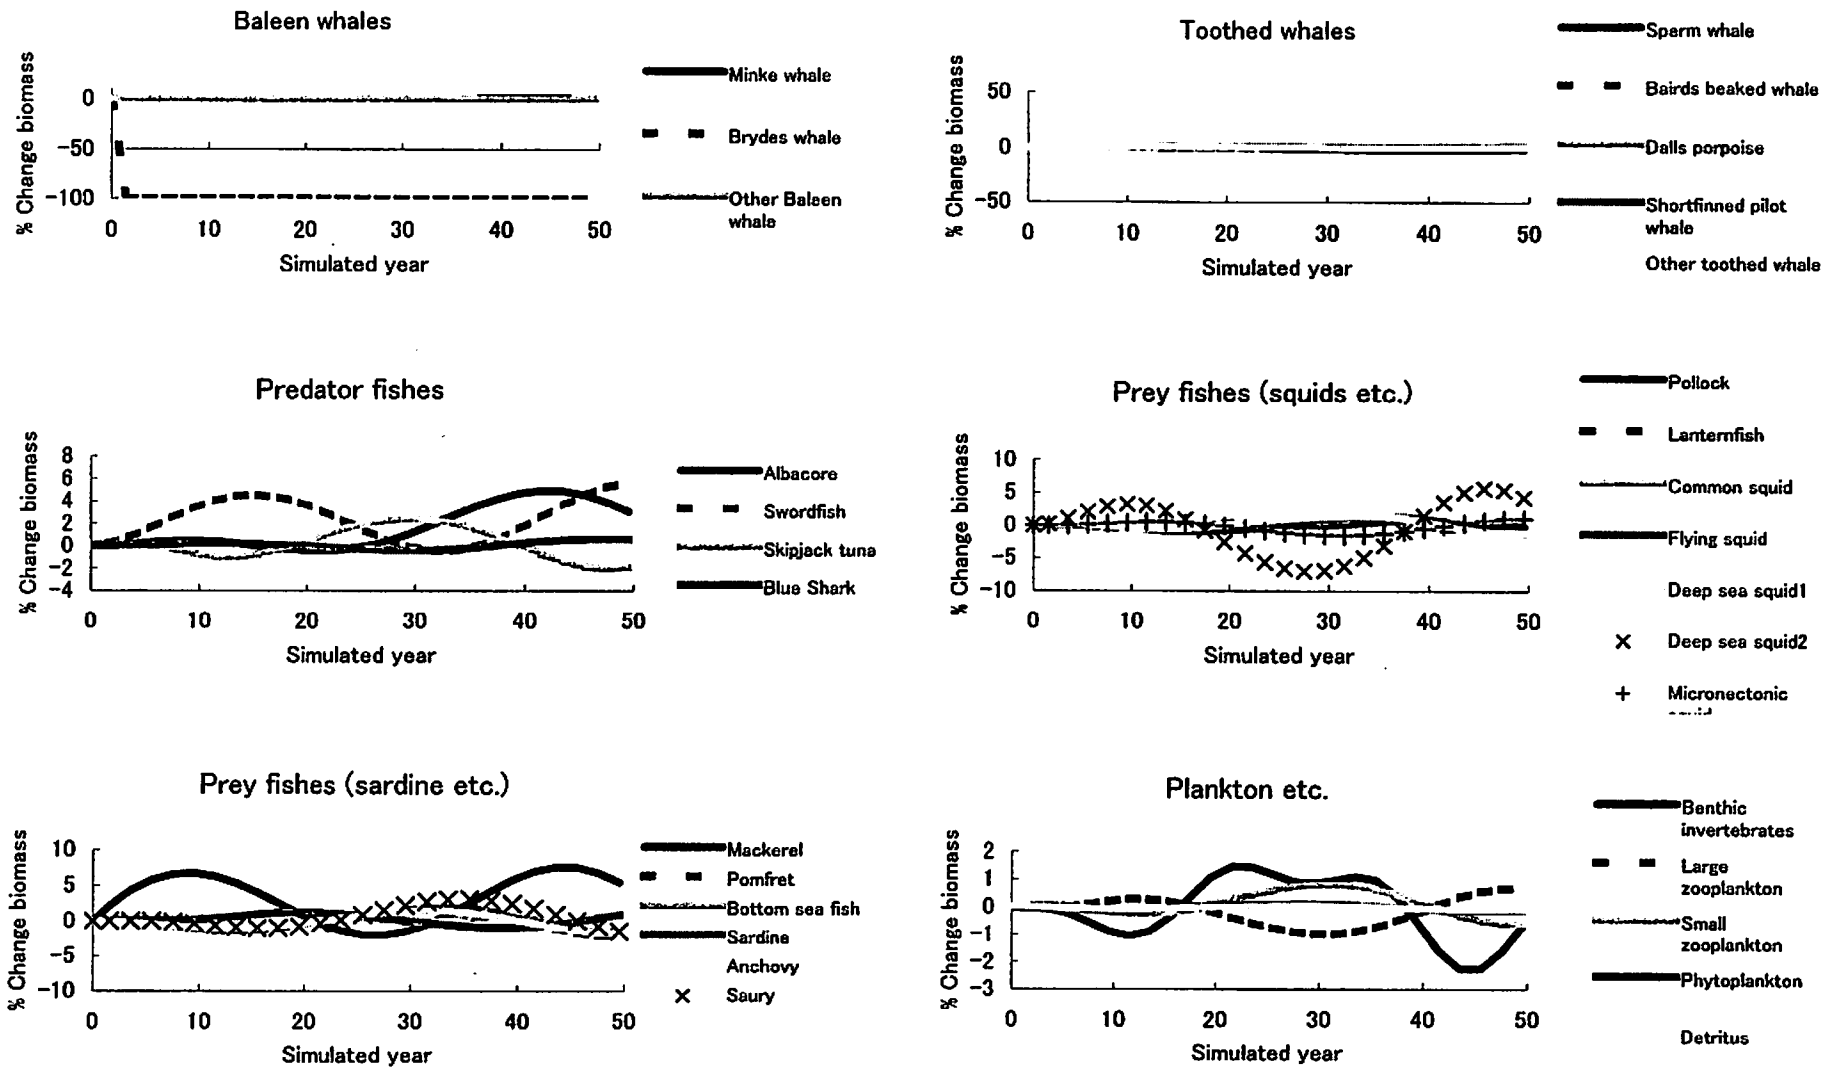 Baleen whales
% Change biomass
0
-50
-100
0 10 20 30 40 50
Simulated year
Minke whale
Brydes whale
Other Baleen
whale
Toothed whales
% Change biomass
50
0
-50
0 10 20 30 40 50
Simulated year
Sperm whale
Bairds beaked whale
Dalls porpoise
Shortfinned pilot
whale
Other toothed whale
Predator fishes
% Change biomass
8
6
4
2
0
-2
-4
0 10 20 30 40 50
Simulated year
Albacore
Swordfish
Skipjack tuna
Blue Shark
Prey fishes (squids etc.)
% Change biomass
10
5
0
-5
-10
0 10 20 30 40 50
Simulated year
Pollock
Lanternfish
Common squid
Flying squid
Deep sea squid1
Deep sea squid2
Micronectonic
Prey fishes (sardine etc.)
% Change biomass
10
5
0
-5
-10
0 10 20 30 40 50
Simulated year
Mackerel
Pomfret
Bottom sea fish
Sardine
Anchovy
Saury
Plankton etc.
% Change biomass
2
1
0
-1
-2
-3
0 10 20 30 40 50
Simulated year
Benthic
invertebrates
Large
zooplankton
Small
zooplankton
Phytoplankton
Detritus